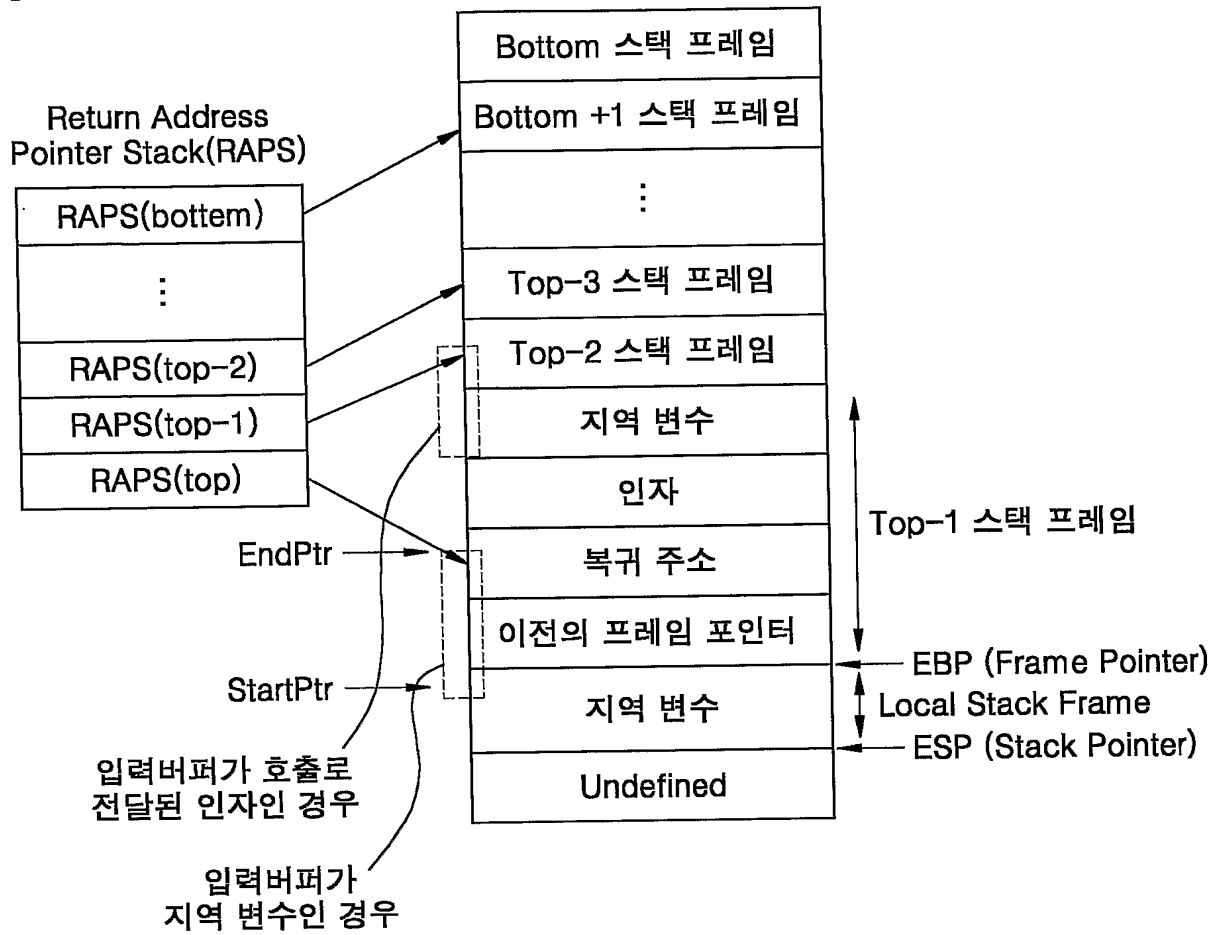 Bottom 스택 프레임
Bottom +1 스택 프레임
⋮
Top-3 스택 프레임
Top-2 스택 프레임
지역 변수
인자
복귀 주소
이전의 프레임 포인터
지역 변수
Undefined
Return Address
Pointer Stack(RAPS)
RAPS(bottem)
⋮
RAPS(top-2)
RAPS(top-1)
RAPS(top)
EndPtr
StartPtr
입력버퍼가 호출로
전달된 인자인 경우
입력버퍼가
지역 변수인 경우
Top-1 스택 프레임
EBP (Frame Pointer)
Local Stack Frame
ESP (Stack Pointer)